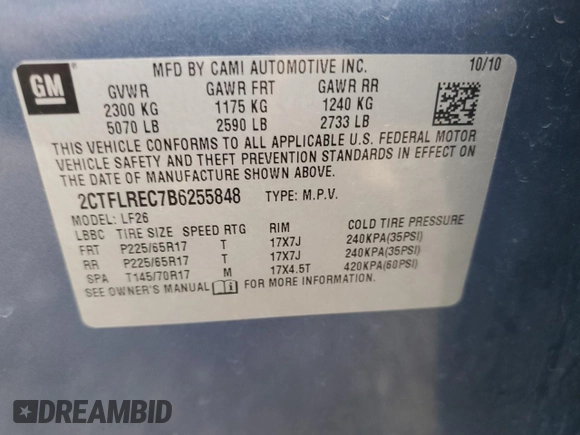 GM
MFD BY CAMI AUTOMOTIVE INC. 10/10
GVWR GAWR FRT GAWR RR
2300 KG 1175 KG 1240 KG
5070 LB 2590 LB 2733 LB
THIS VEHICLE CONFORMS TO ALL APPLICABLE U.S. FEDERAL MOTOR
VEHICLE SAFETY AND THEFT PREVENTION STANDARDS IN EFFECT ON
THE DATE OF MANUFACTURE SHOWN ABOVE.
2CTFLREC7B6255848 TYPE: M.P.V.
MODEL: LF26
LBBC TIRE SIZE SPEED RTG RIM COLD TIRE PRESSURE
FRT P225/65R17 T 17X7J 240KPA(35PSI)
RR P225/65R17 T 17X7J 240KPA(35PSI)
SPA T145/70R17 M 17X4.5T 420KPA(60PSI)
SEE OWNER'S MANUAL FOR MORE INFORMATION.
DREAMBID